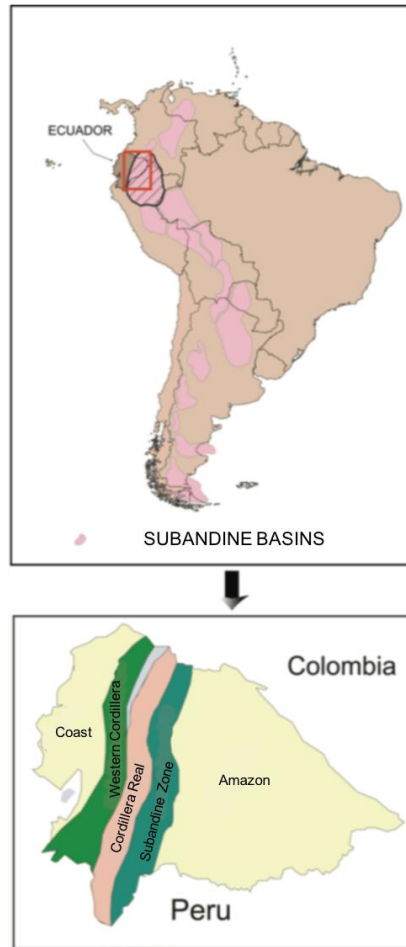 ECUADOR
SUBANDINE BASINS
Colombia
Coast
Western Cordillera
Cordillera Real
Subandine Zone
Amazon
Peru